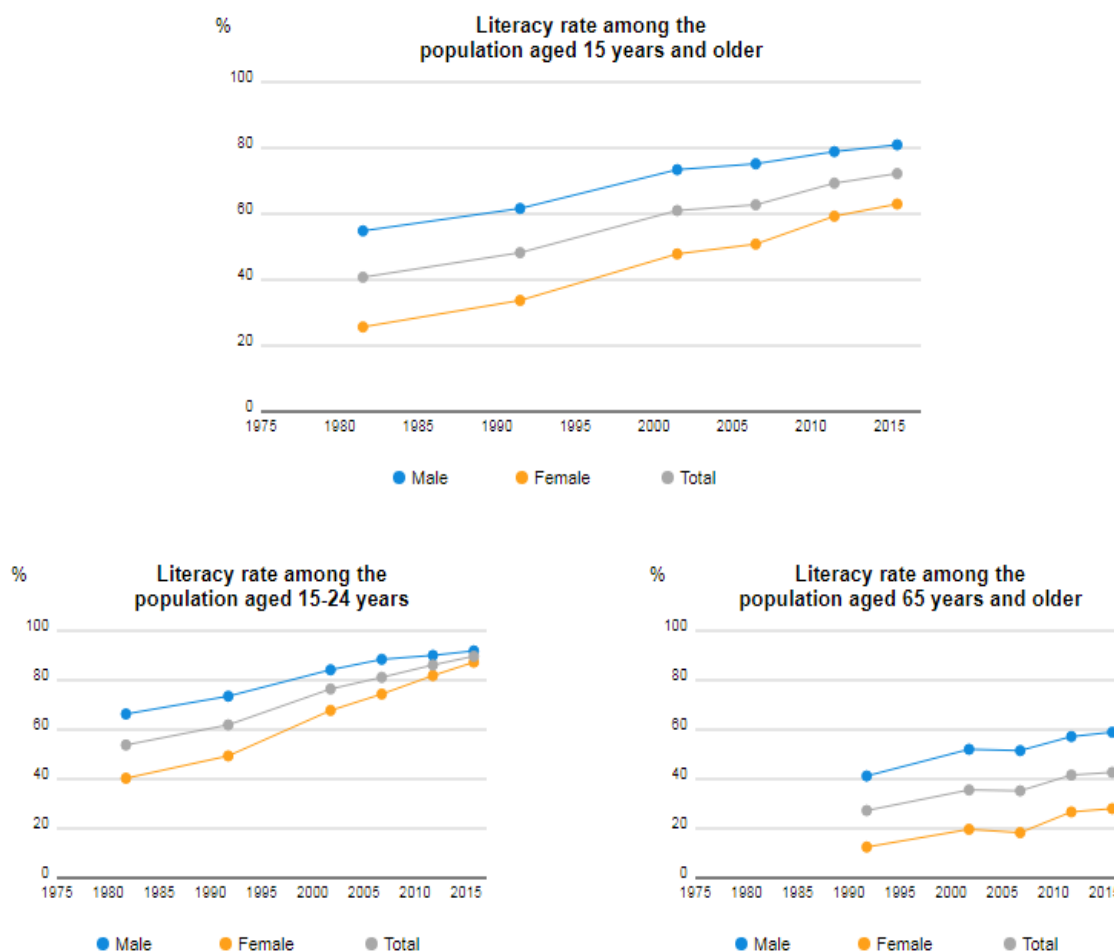 %
Literacy rate among the
population aged 15 years and older
100
80
60
40
20
0
1975 1980 1985 1990 1995 2000 2005 2010 2015
Male Female Total
%
Literacy rate among the
population aged 15-24 years
100
80
60
40
20
0
1975 1980 1985 1990 1995 2000 2005 2010 2015
Male Female Total
%
Literacy rate among the
population aged 65 years and older
100
80
60
40
20
0
1975 1980 1985 1990 1995 2000 2005 2010 2015
Male Female Total